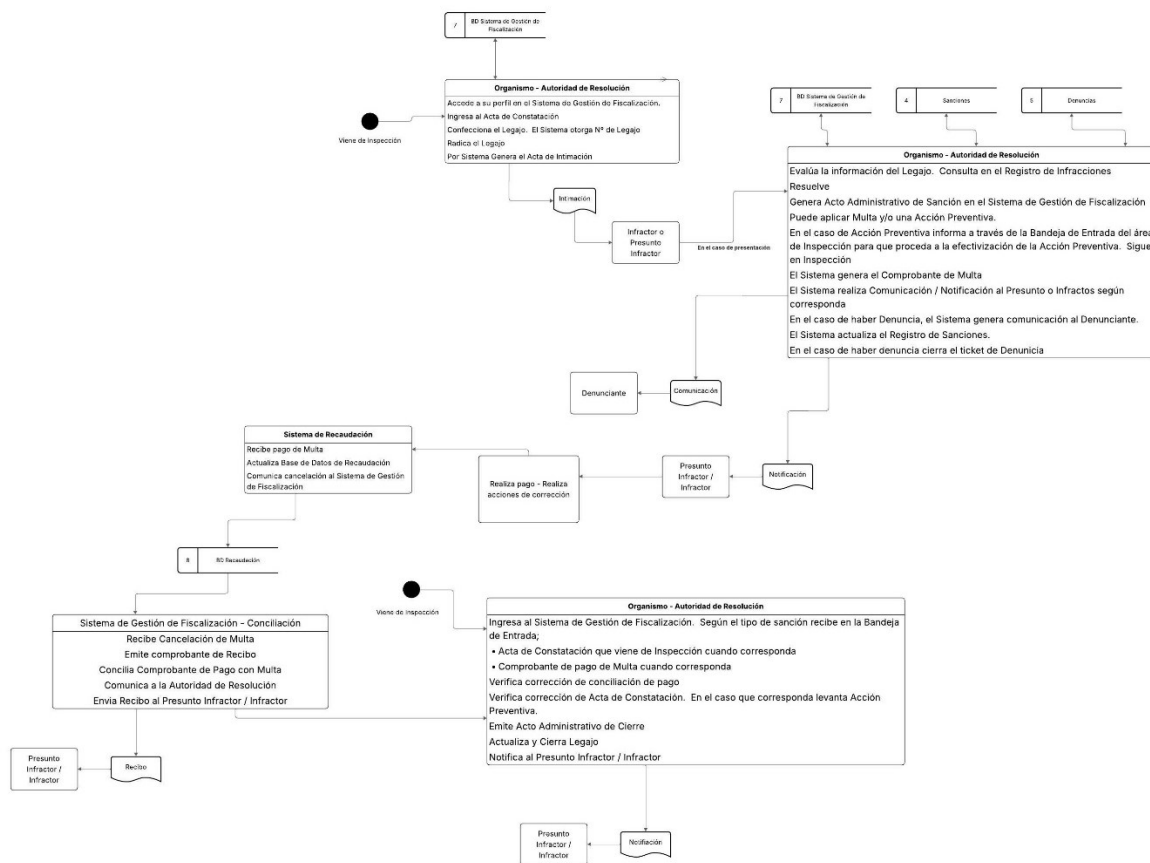 7
BD Sistema de Gestión de
Fiscalización
Organismo - Autoridad de Resolución
Accede a su perfil en el Sistema de Gestión de Fiscalización.
Ingresa al Acta de Constatación
Confecciona el Legajo. El Sistema otorga Nº de Legajo
Radica el Legajo
Por Sistema Genera el Acta de Intimación
Viene de Inspección
Intimación
Infractor o
Presunto
Infractor
En el caso de presentación
7
BD Sistema de Gestión de
Fiscalización
4
Sanciones
5
Denuncias
Organismo - Autoridad de Resolución
Evalúa la información del Legajo. Consulta en el Registro de Infracciones
Resuelve
Genera Acto Administrativo de Sanción en el Sistema de Gestión de Fiscalización
Puede aplicar Multa y/o una Acción Preventiva.
En el caso de Acción Preventiva informa a través de la Bandeja de Entrada del área
de Inspección para que proceda a la efectivización de la Acción Preventiva. Sigue
en Inspección
El Sistema genera el Comprobante de Multa
El Sistema realiza Comunicación / Notificación al Presunto o Infractos según
corresponda
En el caso de haber Denuncia, el Sistema genera comunicación al Denunciante.
El Sistema actualiza el Registro de Sanciones.
En el caso de haber denuncia cierra el ticket de Denunicia
Denunciante
Comunicación
Sistema de Recaudación
Recibe pago de Multa
Actualiza Base de Datos de Recaudación
Comunica cancelación al Sistema de Gestión
de Fiscalización
Realiza pago - Realiza
acciones de corrección
Presunto
Infractor /
Infractor
Notificación
8
BD Recaudación
Sistema de Gestión de Fiscalización - Conciliación
Recibe Cancelación de Multa
Emite comprobante de Recibo
Concilia Comprobante de Pago con Multa
Comunica a la Autoridad de Resolución
Envia Recibo al Presunto Infractor / Infractor
Viene de Inspección
Organismo - Autoridad de Resolución
Ingresa al Sistema de Gestión de Fiscalización. Según el tipo de sanción recibe en la Bandeja
de Entrada;
• Acta de Constatación que viene de Inspección cuando corresponda
• Comprobante de pago de Multa cuando corresponda
Verifica corrección de conciliación de pago
Verifica corrección de Acta de Constatación. En el caso que corresponda levanta Acción
Preventiva.
Emite Acto Administrativo de Cierre
Actualiza y Cierra Legajo
Notifica al Presunto Infractor / Infractor
Presunto
Infractor /
Infractor
Recibo
Presunto
Infractor /
Infractor
Notifiación